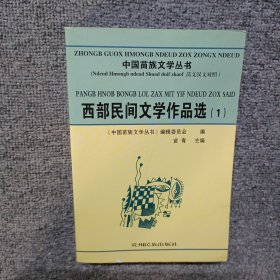 ZHONGB GUOX HMONGB NDEUD ZOX ZONGX NDEUD
中国苗族文学丛书
(Ndeud Hmongb ndeud Shuad duif zhaof 苗文汉文对照)
PANGB HNOB BONGB LOL ZAX MIT YIF NDEUD ZOX SAID
西部民间文学作品选(1)
《中国苗族文学丛书》编辑委员会 编
苗青 主编
贵州民族出版社